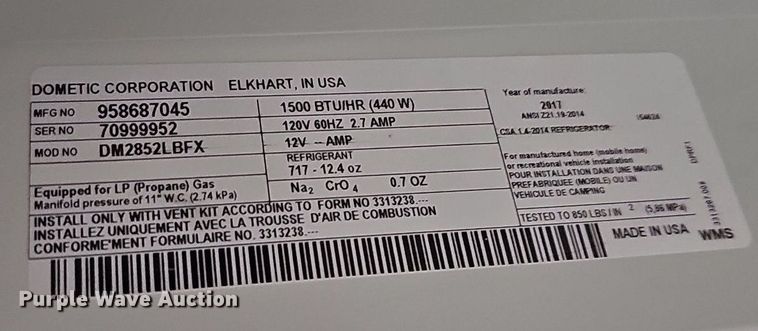 DOMETIC CORPORATION ELKHART, IN USA
MFG NO 958687045
SER NO 70999952
MOD NO DM2852LBFX
Equipped for LP (Propane) Gas
Manifold pressure of 11" W.C. (2.74 kPa)
1500 BTU/HR (440 W)
120V 60HZ 2.7 AMP
12V -- AMP
REFRIGERANT
717 - 12.4 oz
Na2 CrO4 0.7 OZ
INSTALL ONLY WITH VENT KIT ACCORDING TO FORM NO 3313238.---
INSTALLEZ UNIQUEMENT AVEC LA TROUSSE D'AIR DE COMBUSTION
CONFORME'MENT FORMULAIRE NO. 3313238.---
Year of manufacture:
2017
ANSI Z21.19-2014
CSA 1.4-2014 REFRIGERATOR
154624
For manufactured home (mobile home)
or recreational vehicle installation
POUR INSTALLATION DANS UNE MAISON
PREFABRIQUEE (MOBILE) OU UN
VEHICULE DE CAMPING
TESTED TO 850 LBS / IN 2 (5,86 MPa)
MADE IN USA WMS
Purple Wave Auction